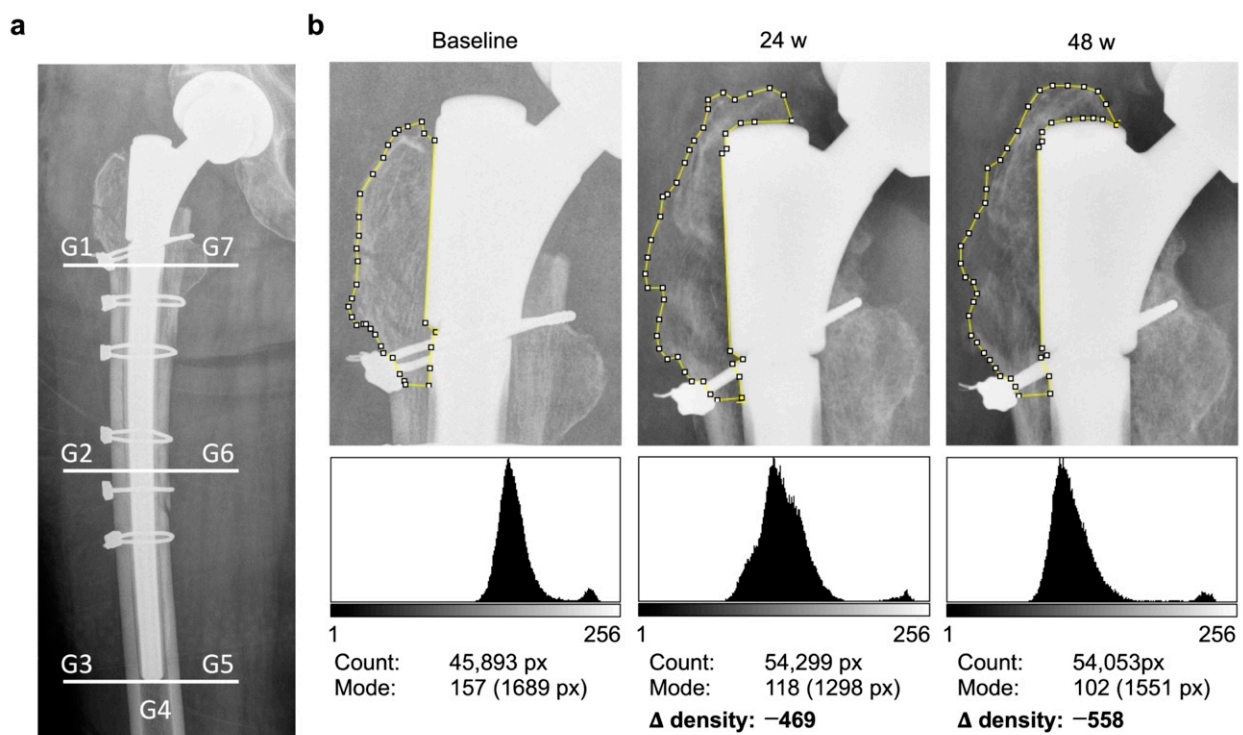 a
b
Baseline
24 w
48 w
G1 G7
G2 G6
G3 G5
G4
1 256
1 256
1 256
Count: 45,893 px
Mode: 157 (1689 px)
Count: 54,299 px
Mode: 118 (1298 px)
Δ density: −469
Count: 54,053px
Mode: 102 (1551 px)
Δ density: −558